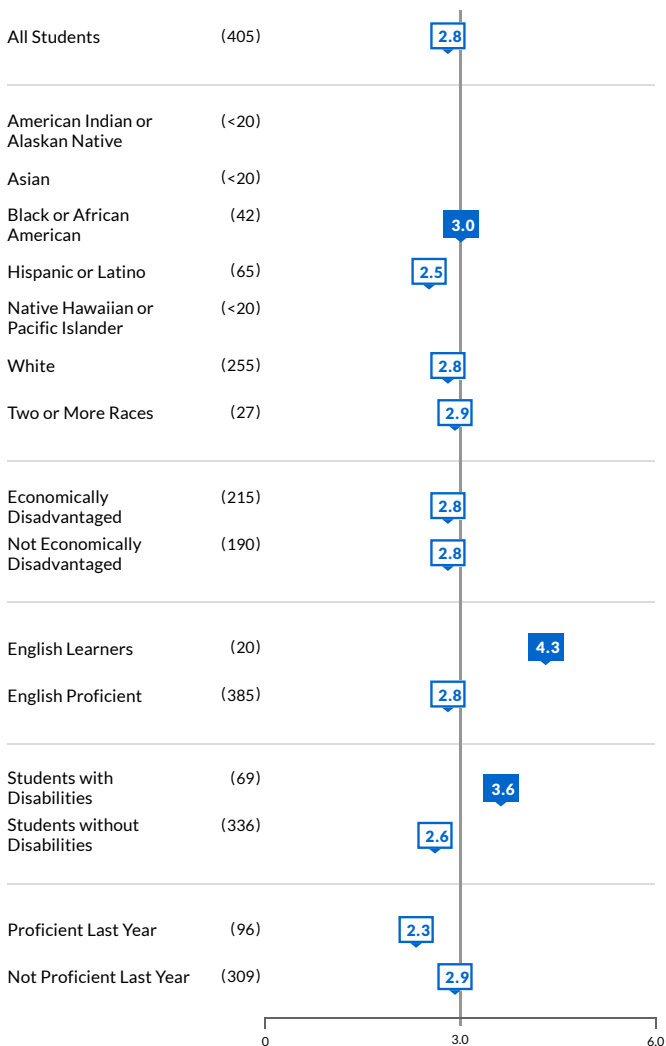 All Students (405) 2.8
American Indian or (<20)
Alaskan Native
Asian (<20)
Black or African (42) 3.0
American
Hispanic or Latino (65) 2.5
Native Hawaiian or (<20)
Pacific Islander
White (255) 2.8
Two or More Races (27) 2.9
Economically (215) 2.8
Disadvantaged
Not Economically (190) 2.8
Disadvantaged
English Learners (20) 4.3
English Proficient (385) 2.8
Students with (69) 3.6
Disabilities
Students without (336) 2.6
Disabilities
Proficient Last Year (96) 2.3
Not Proficient Last Year (309) 2.9
0 3.0 6.0